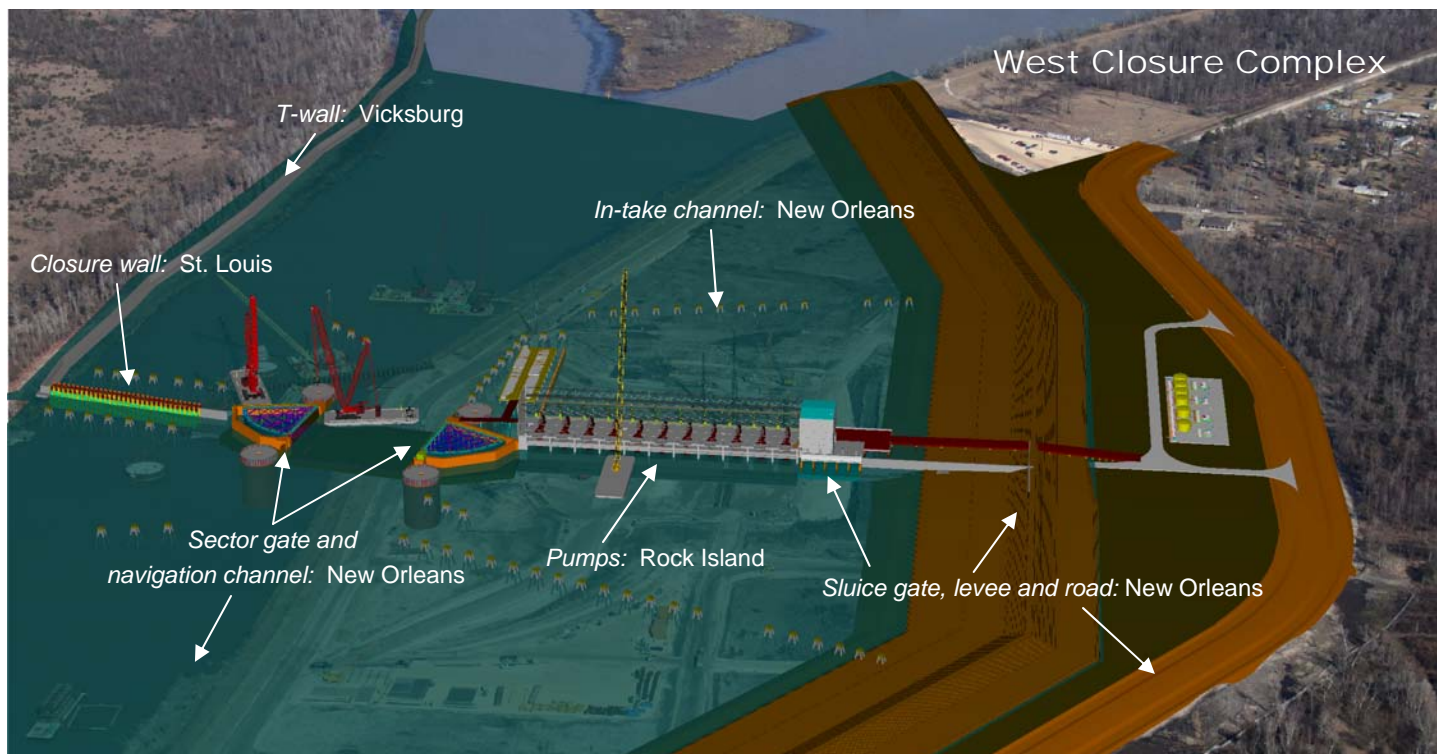 West Closure Complex
T-wall: Vicksburg
In-take channel: New Orleans
Closure wall: St. Louis
Sector gate and
navigation channel: New Orleans
Pumps: Rock Island
Sluice gate, levee and road: New Orleans